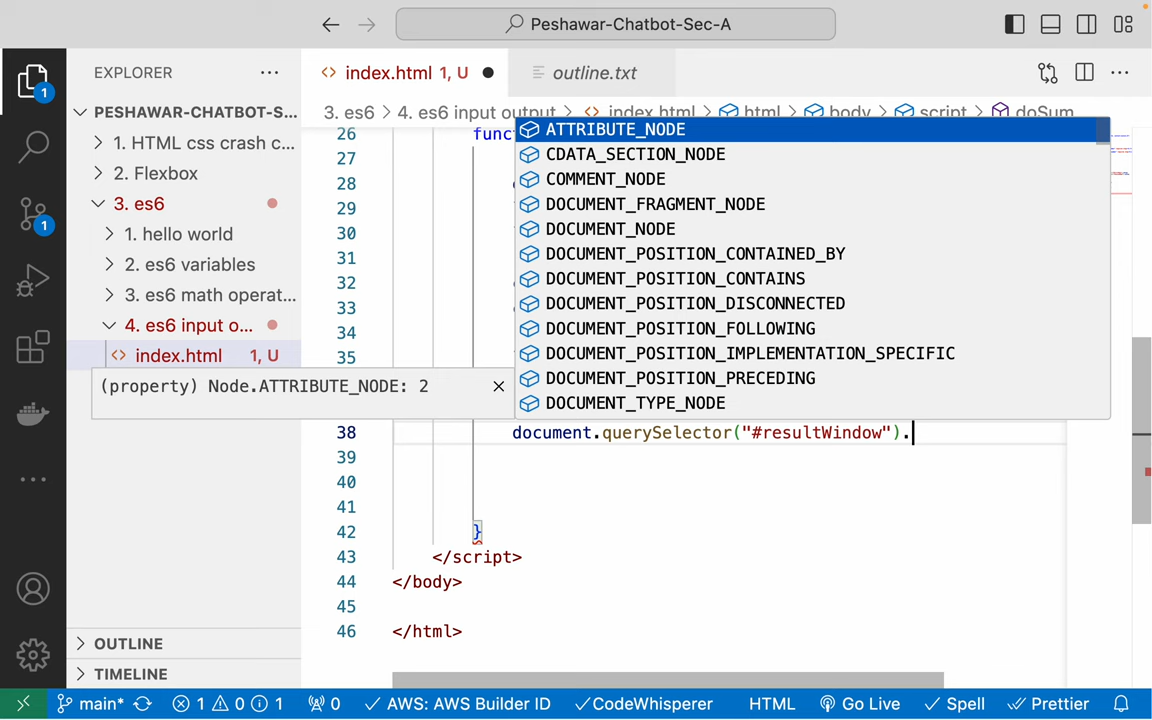 Peshawar-Chatbot-Sec-A
1
1
EXPLORER
PESHAWAR-CHATBOT-S...
1. HTML css crash c...
2. Flexbox
3. es6
1. hello world
2. es6 variables
3. es6 math operat...
4. es6 input o...
index.html 1, U
OUTLINE
TIMELINE
index.html 1, U
outline.txt
3. es6 > 4. es6 input output > index.html > html > body > script > doSum
26 func
27
28
29
30
31
32
33
34
35
ATTRIBUTE_NODE
CDATA_SECTION_NODE
COMMENT_NODE
DOCUMENT_FRAGMENT_NODE
DOCUMENT_NODE
DOCUMENT_POSITION_CONTAINED_BY
DOCUMENT_POSITION_CONTAINS
DOCUMENT_POSITION_DISCONNECTED
DOCUMENT_POSITION_FOLLOWING
DOCUMENT_POSITION_IMPLEMENTATION_SPECIFIC
DOCUMENT_POSITION_PRECEDING
DOCUMENT_TYPE_NODE
(property) Node.ATTRIBUTE_NODE: 2
38 document.querySelector("#resultWindow").
39
40
41
42 }
43 </script>
44 </body>
45
46 </html>
main* 1 0 1 0 AWS: AWS Builder ID CodeWhisperer HTML Go Live Spell Prettier